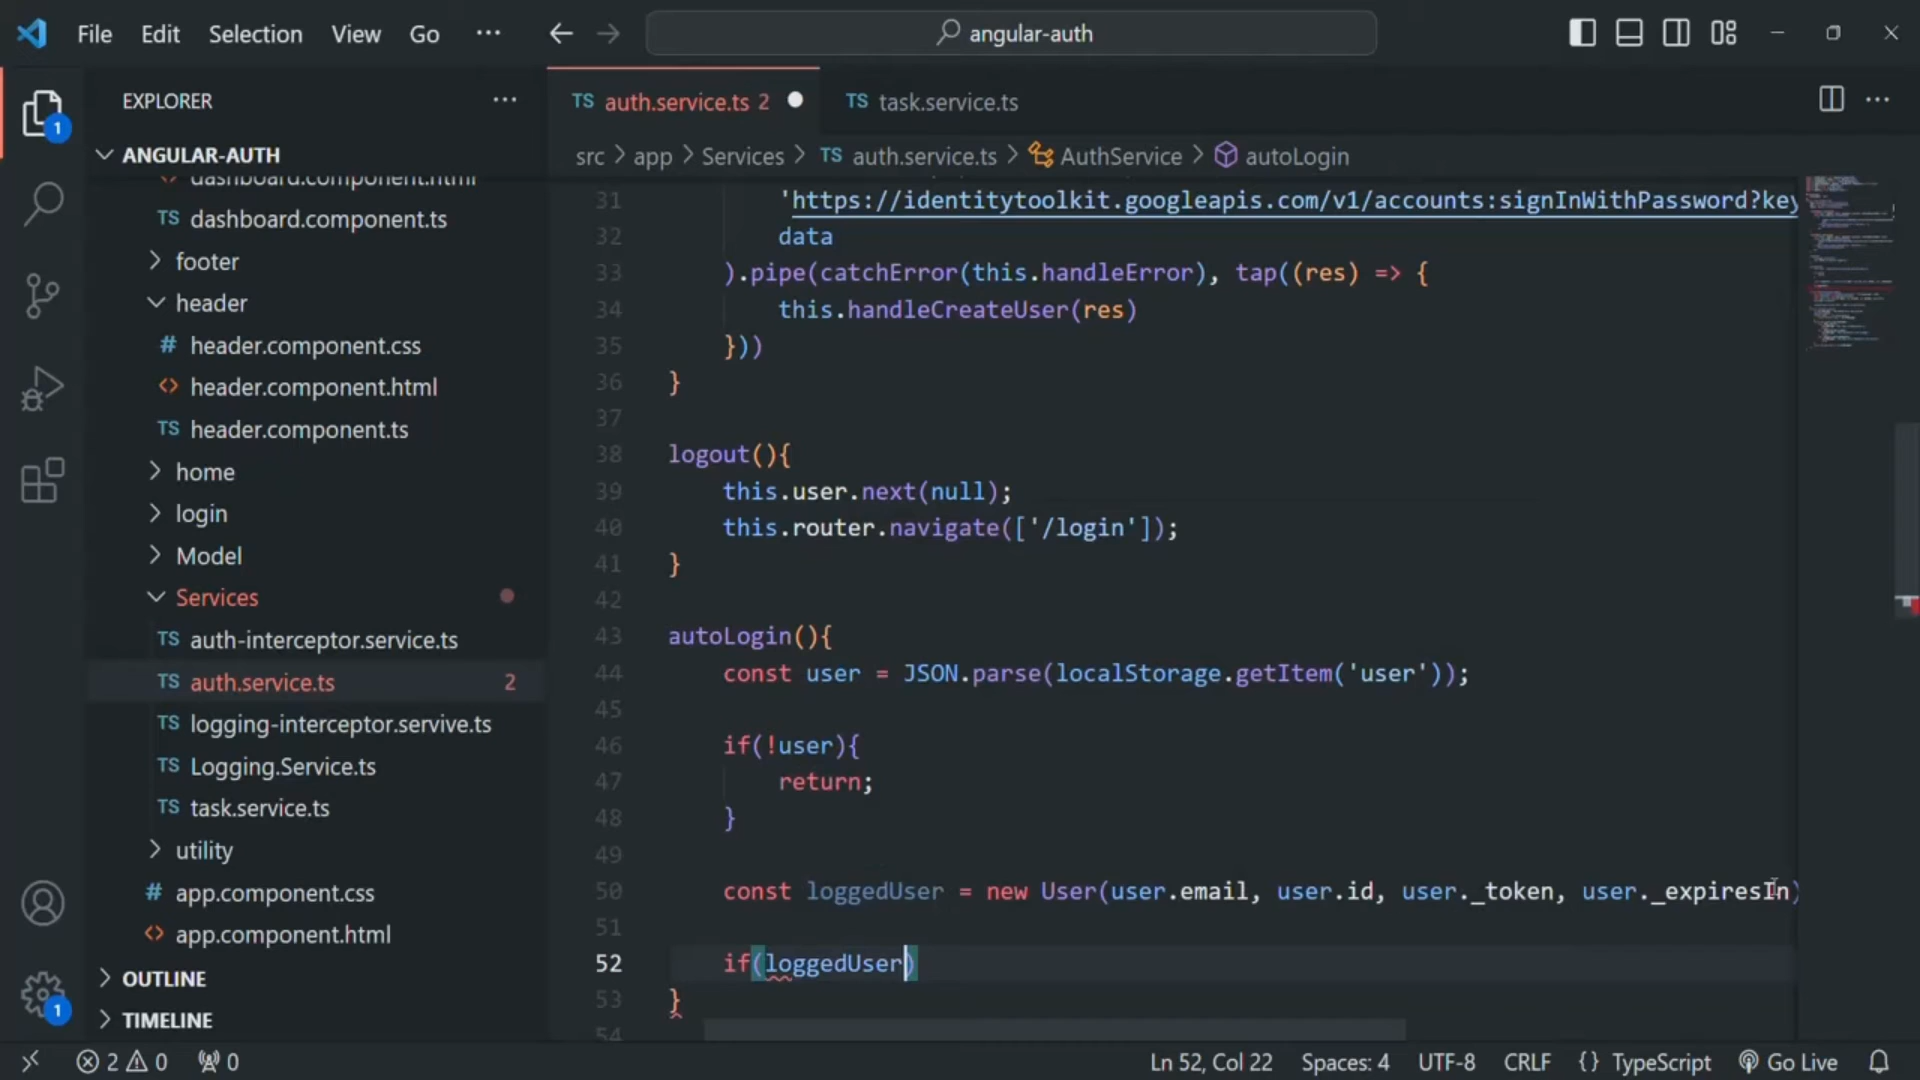 File Edit Selection View Go ··· angular-auth
EXPLORER ···
ANGULAR-AUTH
dashboard.component.html
TS dashboard.component.ts
footer
header
# header.component.css
<> header.component.html
TS header.component.ts
home
login
Model
Services
TS auth-interceptor.service.ts
TS auth.service.ts 2
TS logging-interceptor.servive.ts
TS Logging.Service.ts
TS task.service.ts
utility
# app.component.css
<> app.component.html
OUTLINE
TIMELINE
1
1
TS auth.service.ts 2 TS task.service.ts ···
src > app > Services > TS auth.service.ts > AuthService > autoLogin
31 'https://identitytoolkit.googleapis.com/v1/accounts:signInWithPassword?key
32 data
33 ).pipe(catchError(this.handleError), tap((res) => {
34 this.handleCreateUser(res)
35 }))
36 }
37
38 logout(){
39 this.user.next(null);
40 this.router.navigate(['/login']);
41 }
42
43 autoLogin(){
44 const user = JSON.parse(localStorage.getItem('user'));
45
46 if(!user){
47 return;
48 }
49
50 const loggedUser = new User(user.email, user.id, user._token, user._expiresIn)
51
52 if(loggedUser)
53 }
54
2 0 0 Ln 52, Col 22 Spaces: 4 UTF-8 CRLF {} TypeScript Go Live